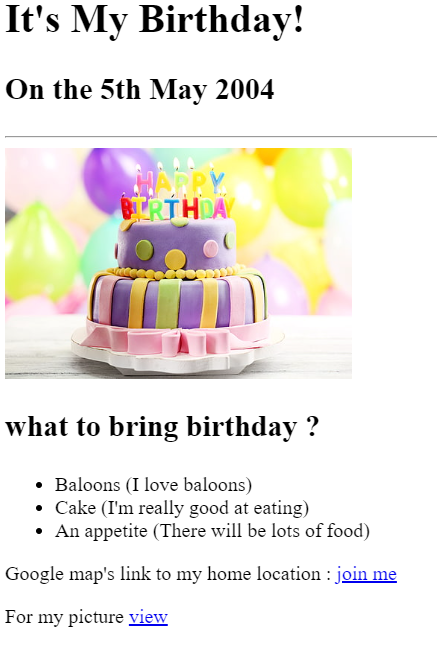 It's My Birthday!
On the 5th May 2004
HAPPY
BIRTHDAY
what to bring birthday ?
Baloons (I love baloons)
Cake (I'm really good at eating)
An appetite (There will be lots of food)
Google map's link to my home location : join me
For my picture view